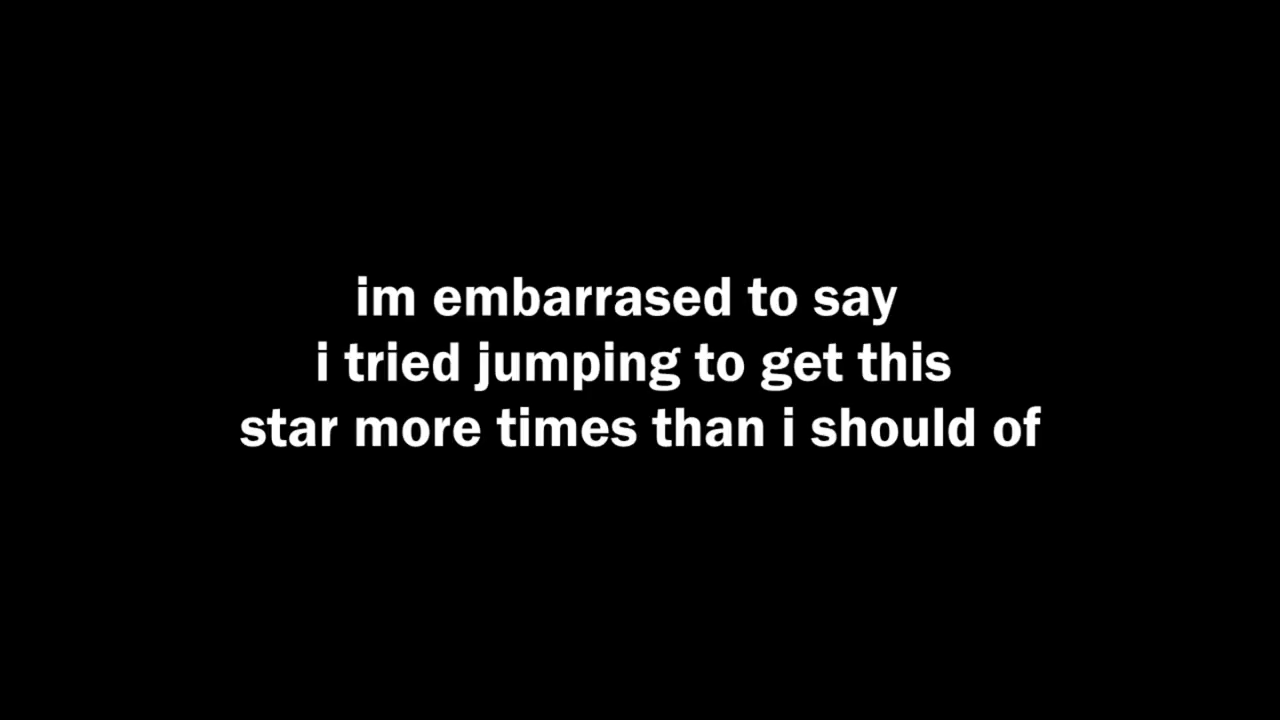 im embarrased to say
i tried jumping to get this
star more times than i should of